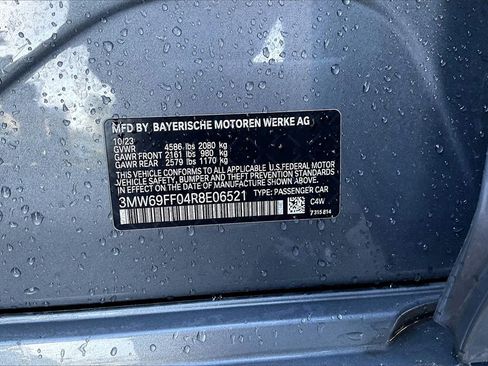 MFD BY BAYERISCHE MOTOREN WERKE AG
10/23
GVWR 4586 lbs 2080 kg
GAWR FRONT 2161 lbs 980 kg
GAWR REAR 2579 lbs 1170 kg
THIS VEHICLE CONFORMS TO ALL APPLICABLE U.S. FEDERAL MOTOR
VEHICLE SAFETY, BUMPER AND THEFT PREVENTION STANDARDS IN
EFFECT ON THE DATE OF MANUFACTURE SHOWN ABOVE.
3MW69FF04R8E06521 TYPE: PASSENGER CAR
C4W
7315814